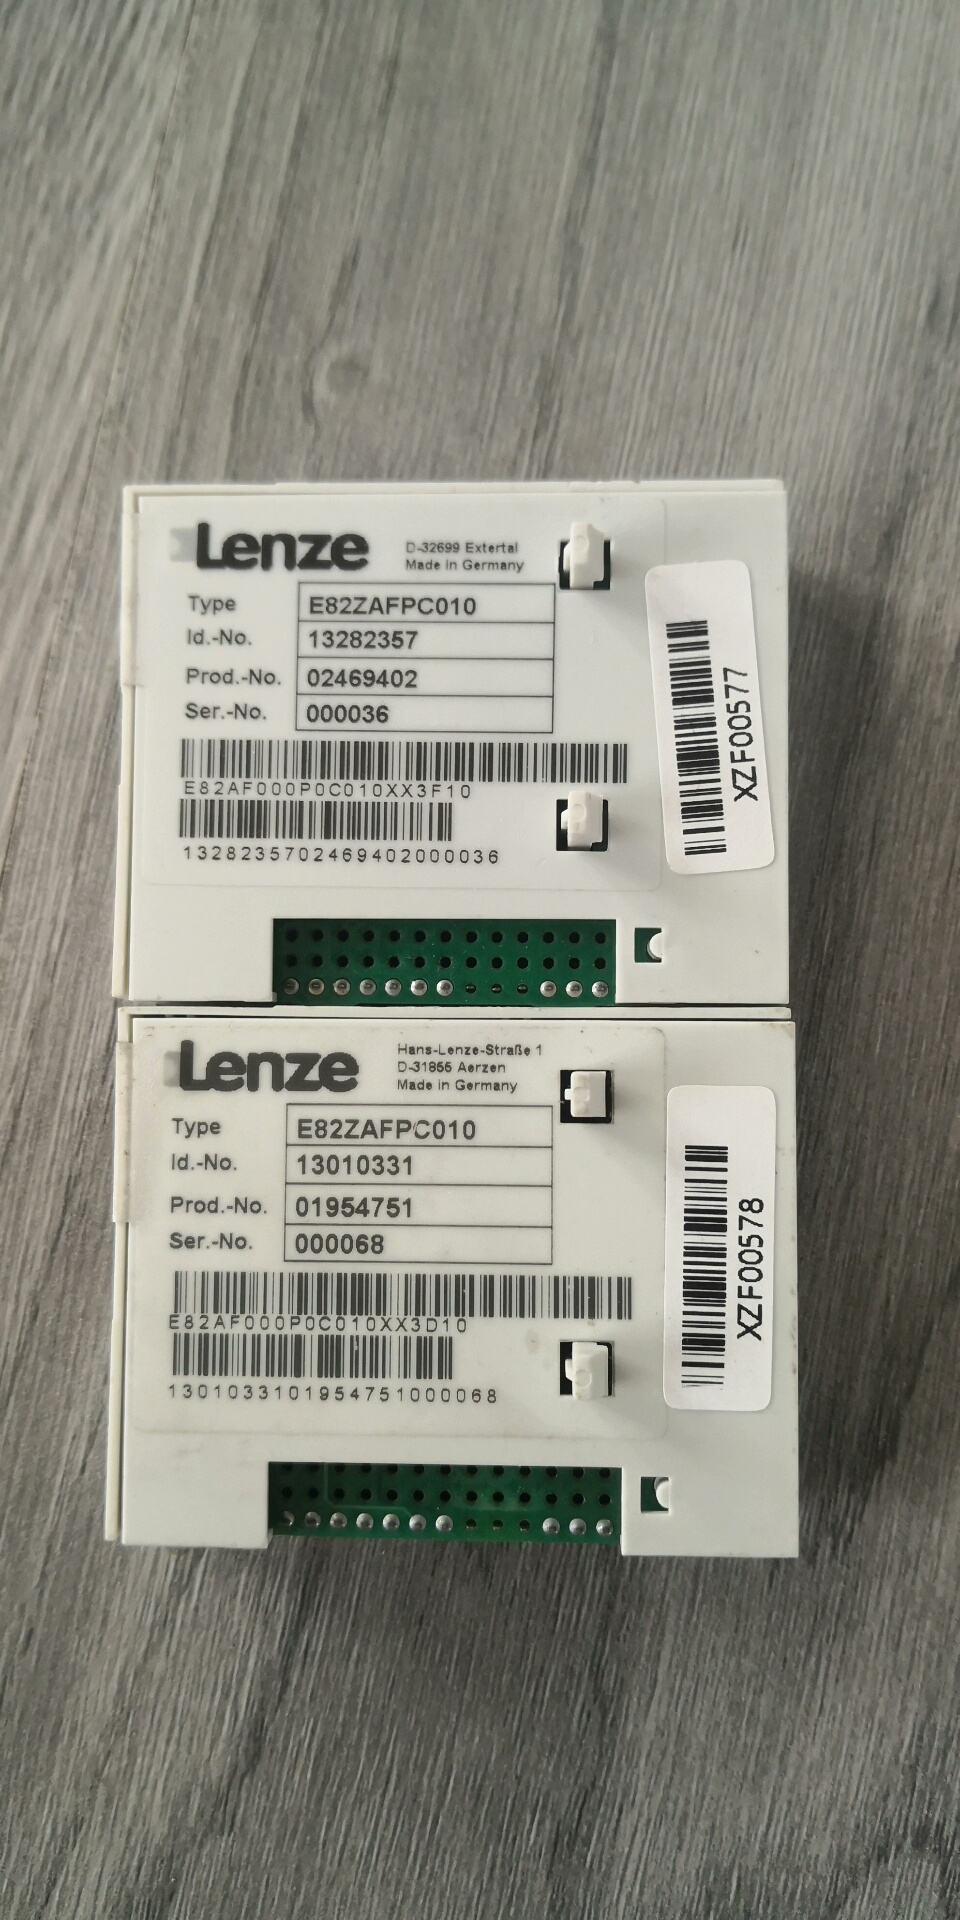 Lenze
D-32699 Extertal
Made in Germany
Type E82ZAFPC010
Id.-No. 13282357
Prod.-No. 02469402
Ser.-No. 000036
E82AF000P0C010XX3F10
132823570246940200036
XZF00577
Lenze
Hans-Lenze-Straße 1
D-31855 Aerzen
Made in Germany
Type E82ZAFPC010
Id.-No. 13010331
Prod.-No. 01954751
Ser.-No. 000068
E82AF000P0C010XX3D10
1301033101954751000068
XZF00578